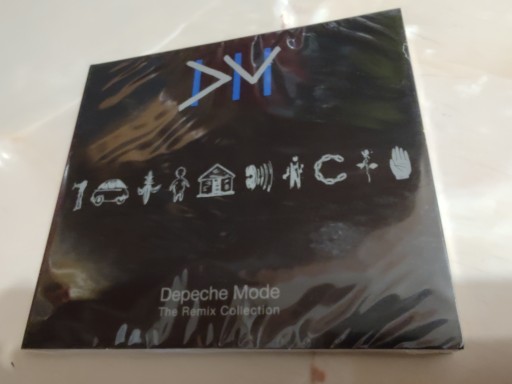 DM
Depeche Mode
The Remix Collection